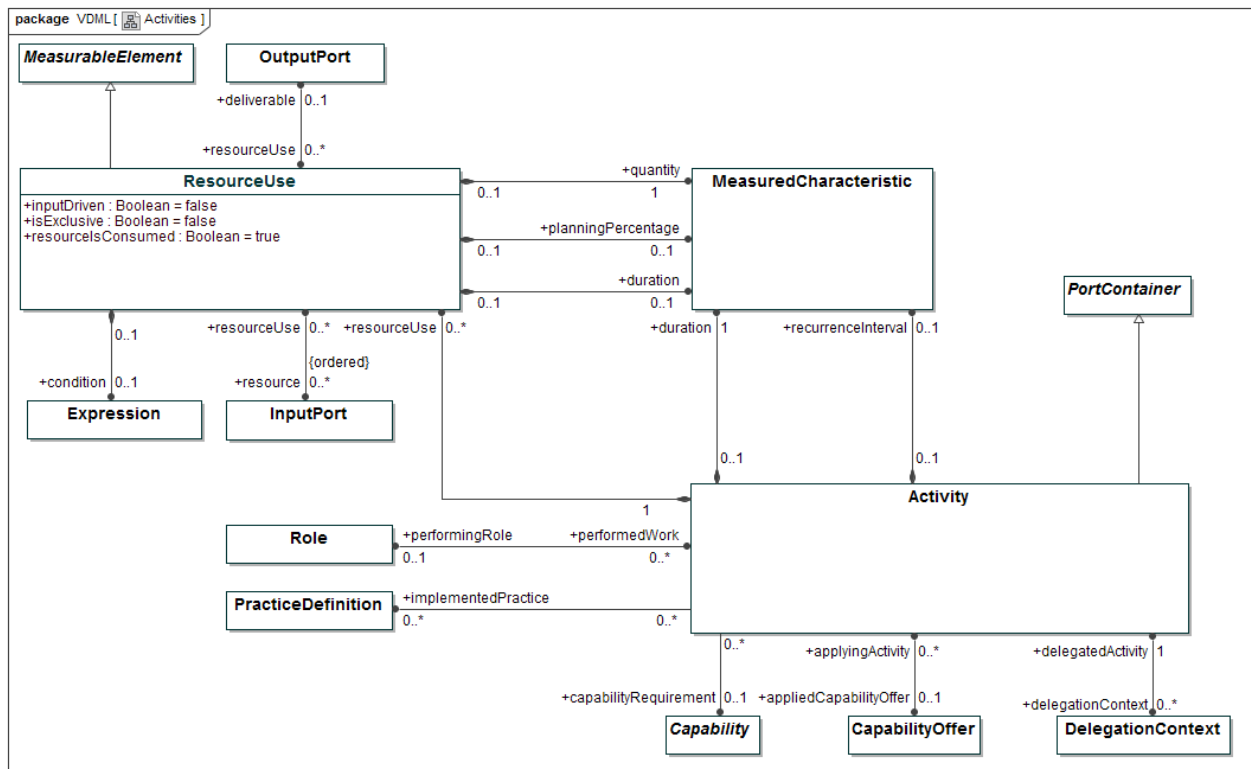 package VDML [ Activities ]
MeasurableElement
OutputPort
+deliverable 0..1
+resourceUse 0..*
ResourceUse
+inputDriven : Boolean = false
+isExclusive : Boolean = false
+resourceIsConsumed : Boolean = true
+quantity
0..1 1
+planningPercentage
0..1 0..1
+duration
0..1 0..1
MeasuredCharacteristic
PortContainer
0..1
+condition 0..1
Expression
+resourceUse 0..*
{ordered}
+resource 0..*
InputPort
+resourceUse 0..*
1
+duration 1
0..1
+recurrenceInterval 0..1
0..1
Activity
Role
+performingRole +performedWork
0..1 0..*
PracticeDefinition
+implementedPractice
0..* 0..*
0..*
+capabilityRequirement 0..1
Capability
+applyingActivity 0..*
+appliedCapabilityOffer 0..1
CapabilityOffer
+delegatedActivity 1
+delegationContext 0..*
DelegationContext